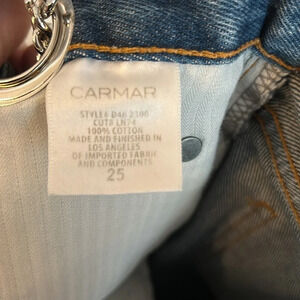 CARMAR
STYLE# D46 2300
CUT# LN74
100% COTTON
MADE AND FINISHED IN
LOS ANGELES
OF IMPORTED FABRIC
AND COMPONENTS
25